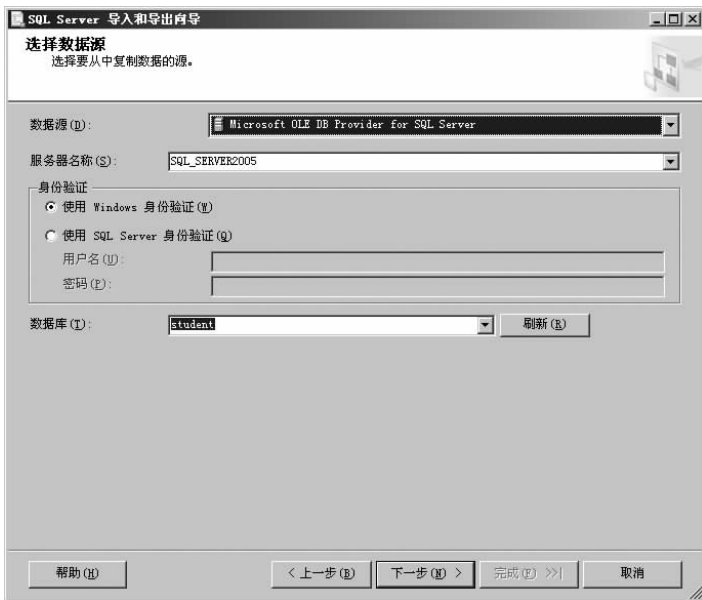 SQL Server 导入和导出向导
选择数据源
选择要从中复制数据的源。
数据源(D):
Microsoft OLE DB Provider for SQL Server
服务器名称(S):
SQL_SERVER2005
身份验证
使用 Windows 身份验证(W)
使用 SQL Server 身份验证(Q)
用户名(U):
密码(P):
数据库(T):
student
刷新(R)
帮助(H)
< 上一步(B)
下一步(N) >
完成(F) >>|
取消